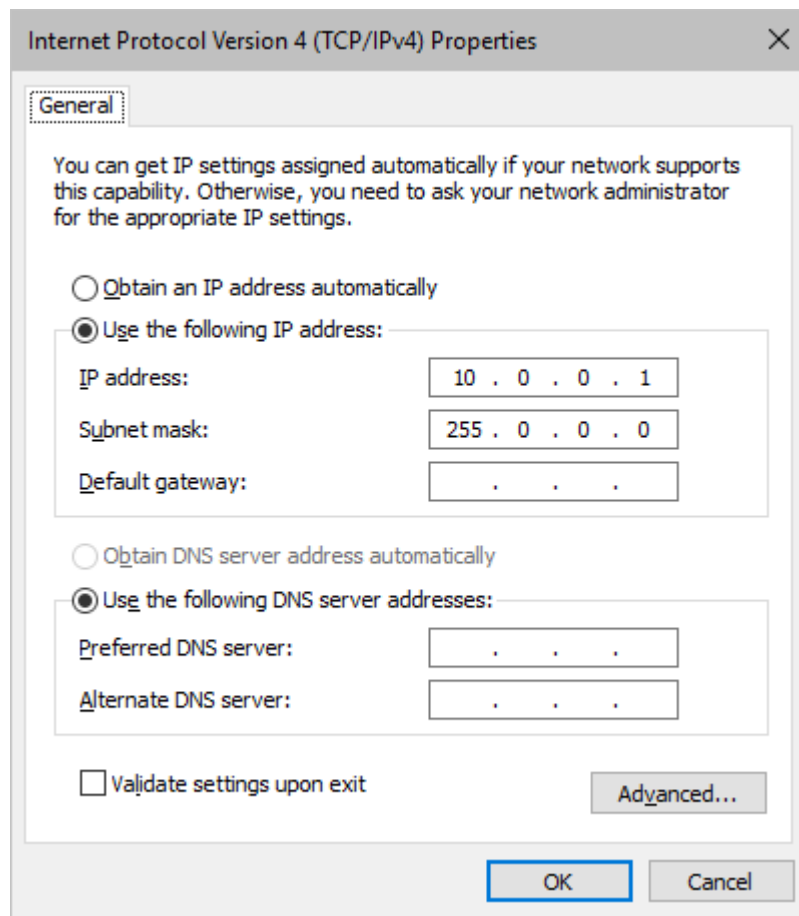 Internet Protocol Version 4 (TCP/IPv4) Properties
General
You can get IP settings assigned automatically if your network supports
this capability. Otherwise, you need to ask your network administrator
for the appropriate IP settings.
Obtain an IP address automatically
Use the following IP address:
IP address: 10 . 0 . 0 . 1
Subnet mask: 255 . 0 . 0 . 0
Default gateway: . . .
Obtain DNS server address automatically
Use the following DNS server addresses:
Preferred DNS server: . . .
Alternate DNS server: . . .
Validate settings upon exit
Advanced...
OK Cancel